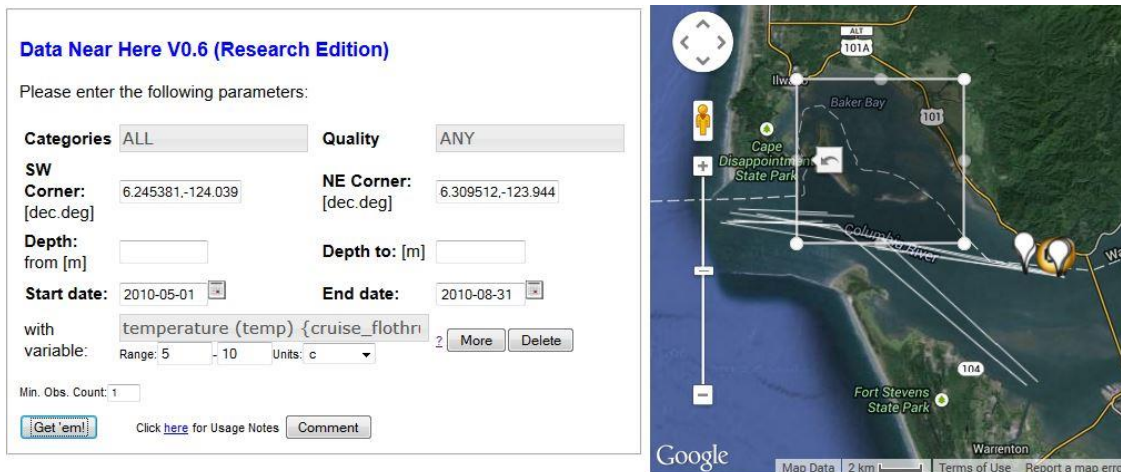 Data Near Here V0.6 (Research Edition)
Please enter the following parameters:
Categories ALL Quality ANY
SW Corner: [dec.deg] 6.245381,-124.039 NE Corner: [dec.deg] 6.309512,-123.944
Depth: from [m] Depth to: [m]
Start date: 2010-05-01 End date: 2010-08-31
with variable: temperature (temp) {cruise_flothr ? More Delete
Range: 5 - 10 Units: c
Min. Obs. Count: 1
Get 'em! Click here for Usage Notes Comment
ALT
101A
Baker Bay
101
Cape
Disappointment
State Park
Columbia River
104
Fort Stevens
State Park
Warrenton
Google
Map Data 2 km Terms of Use Report a map erro